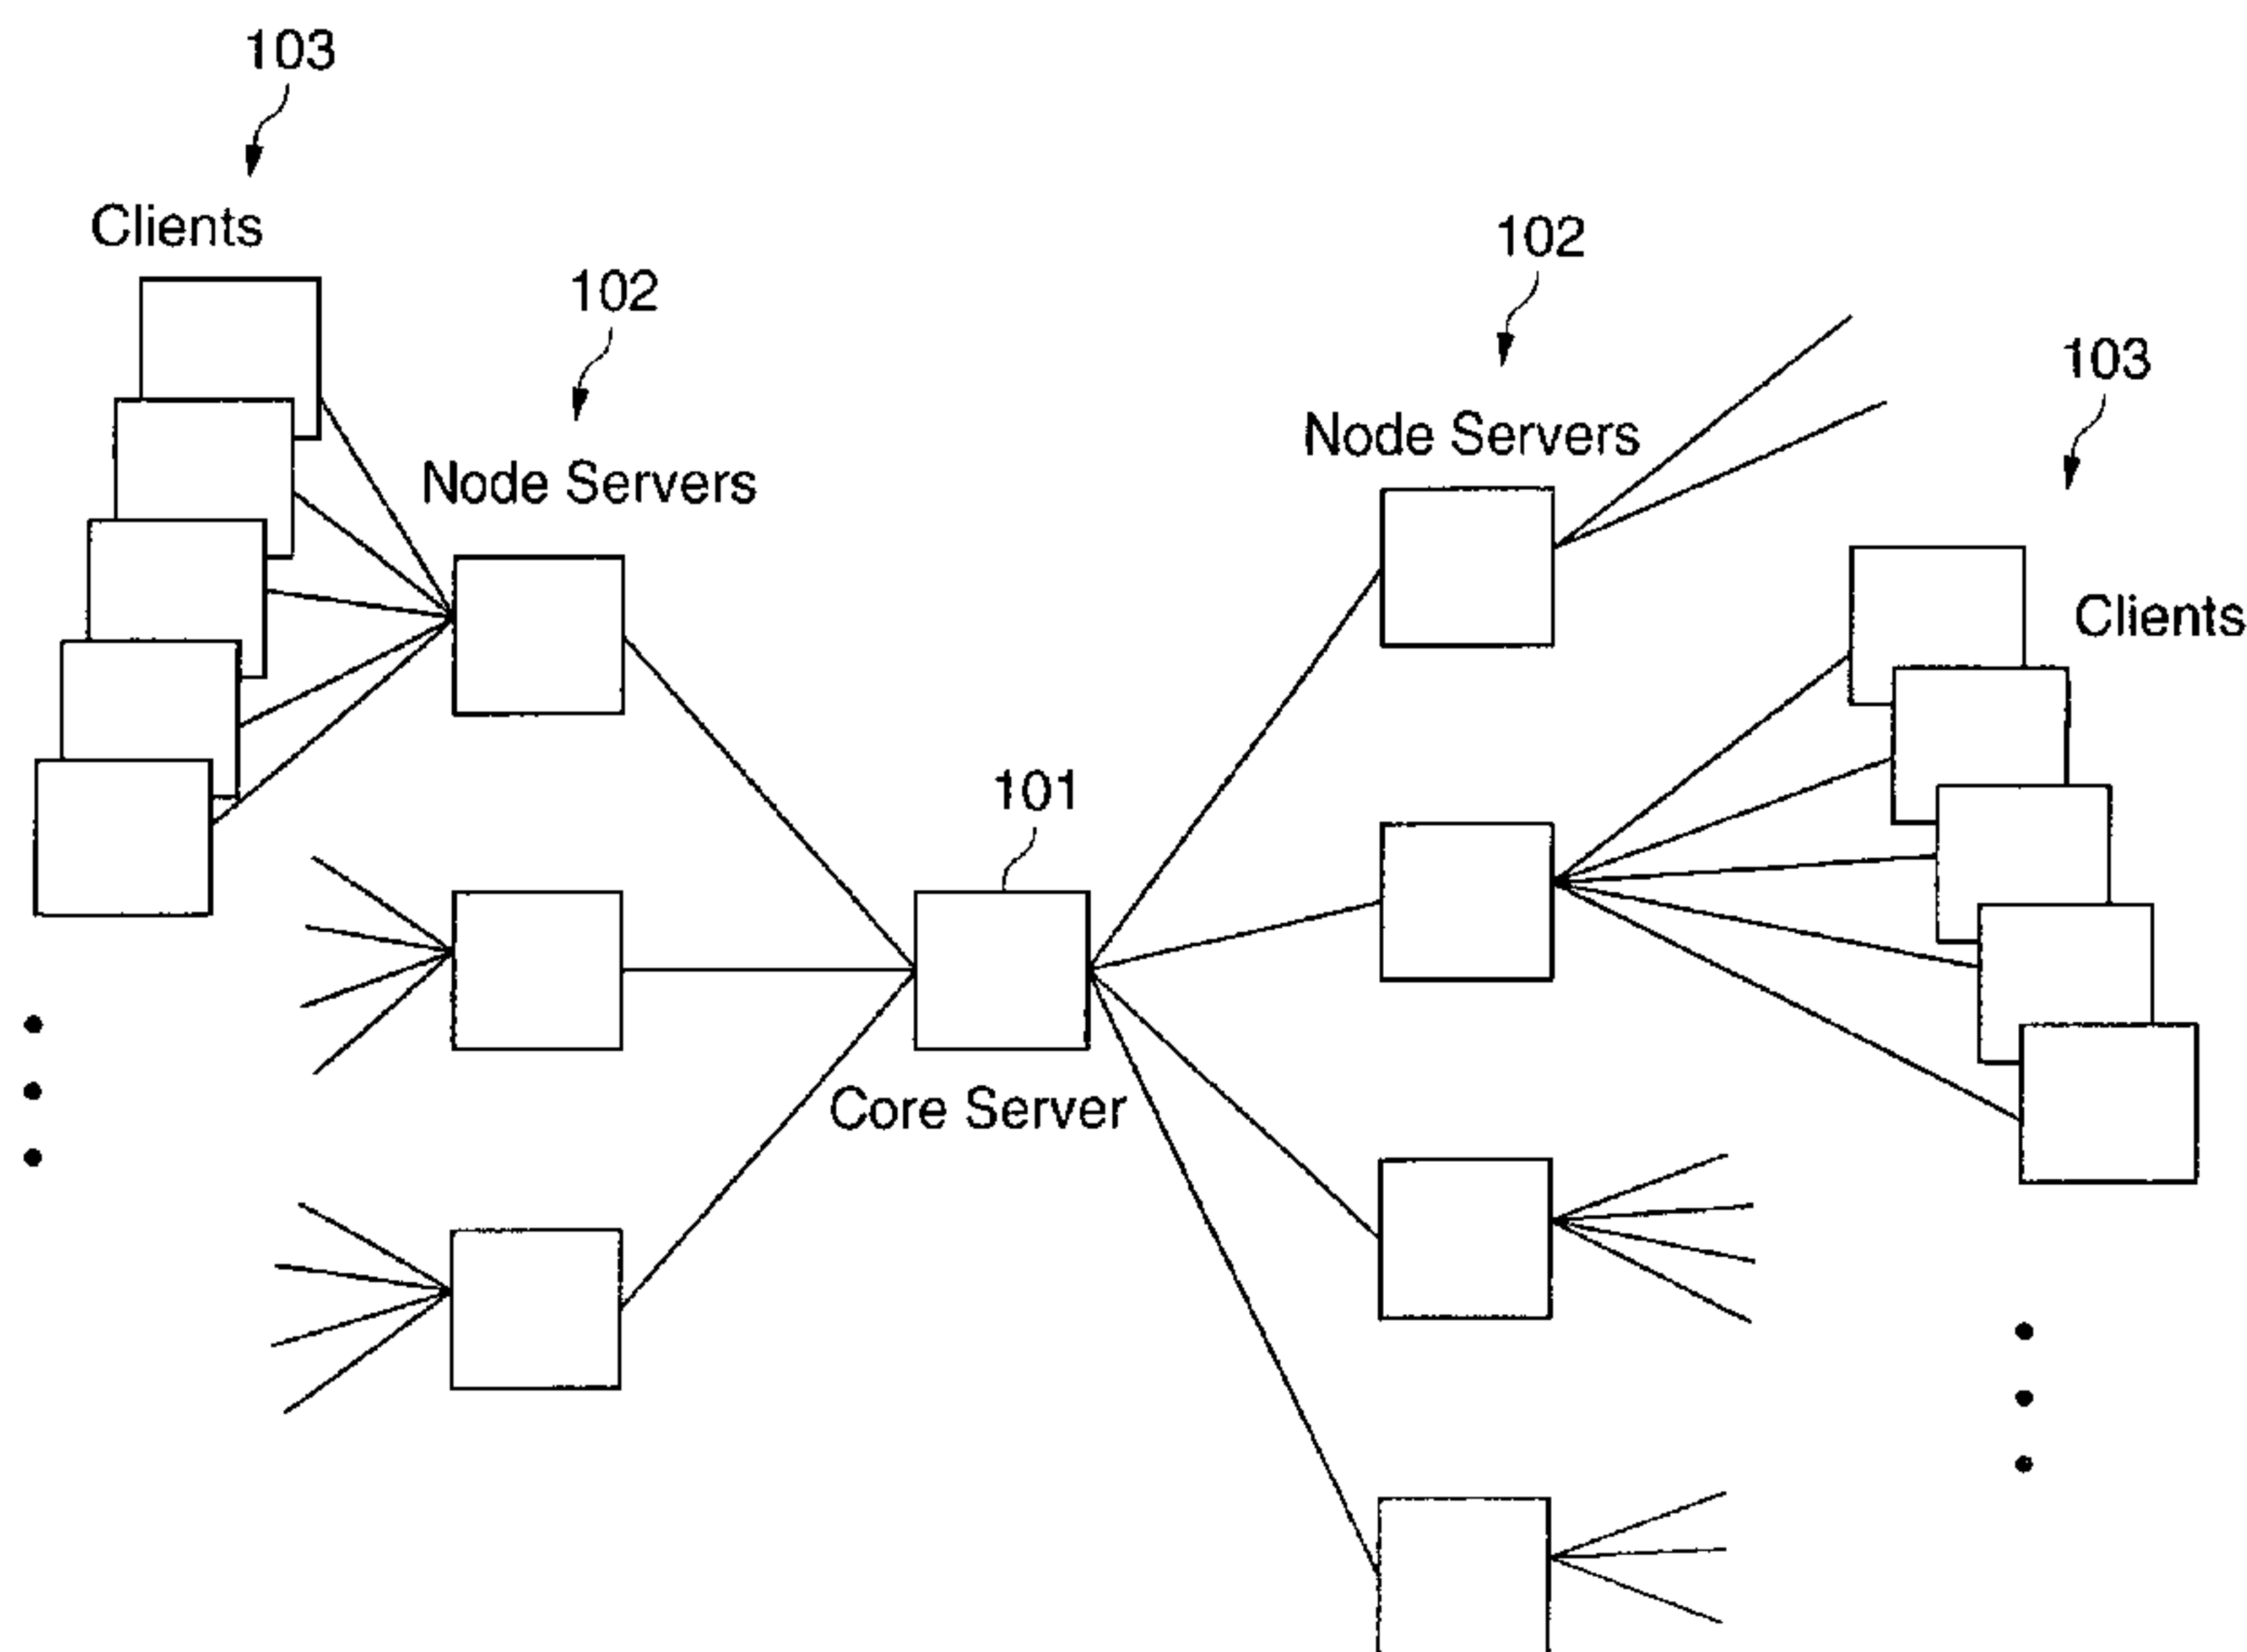 103
Clients
102
Node Servers
102
Node Servers
103
Clients
101
Core Server